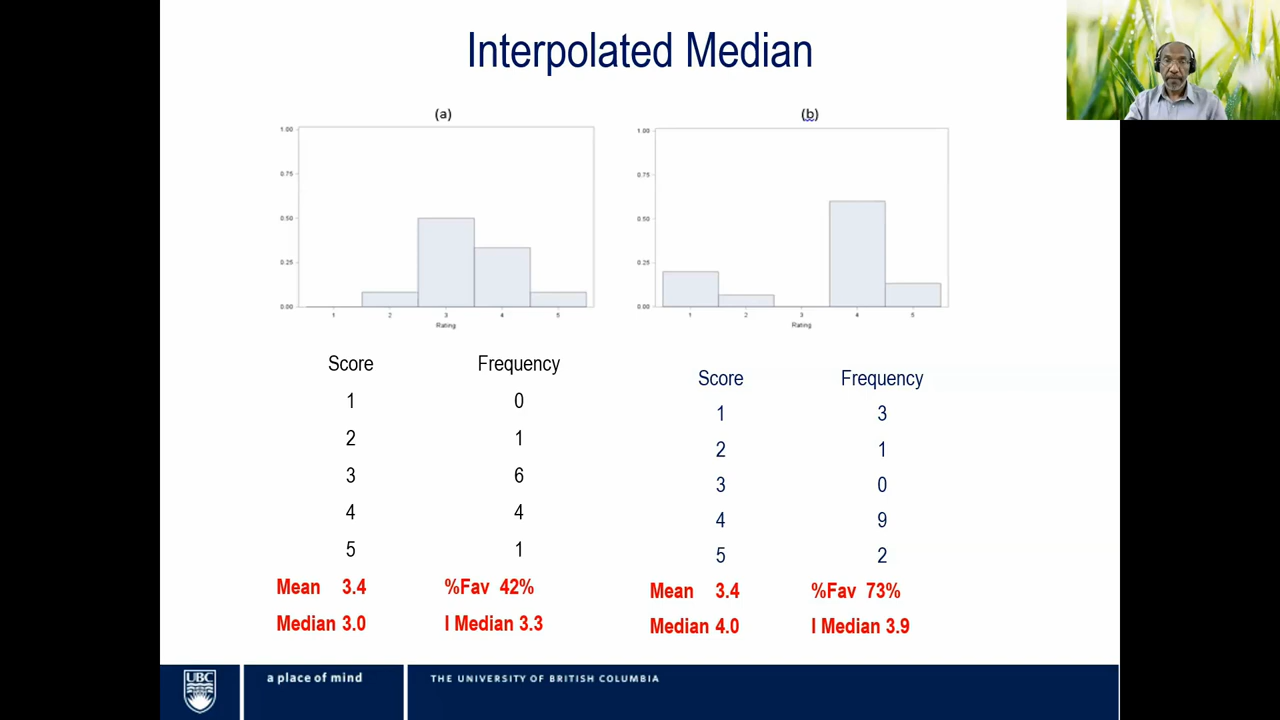 Interpolated Median
(a)
1.00
0.75
0.50
0.25
0.00
1 2 3 4 5
Rating
(b)
1.00
0.75
0.50
0.25
0.00
1 2 3 4 5
Rating
Score Frequency
1 0
2 1
3 6
4 4
5 1
Mean 3.4 %Fav 42%
Median 3.0 I Median 3.3
Score Frequency
1 3
2 1
3 0
4 9
5 2
Mean 3.4 %Fav 73%
Median 4.0 I Median 3.9
UBC
a place of mind
THE UNIVERSITY OF BRITISH COLUMBIA